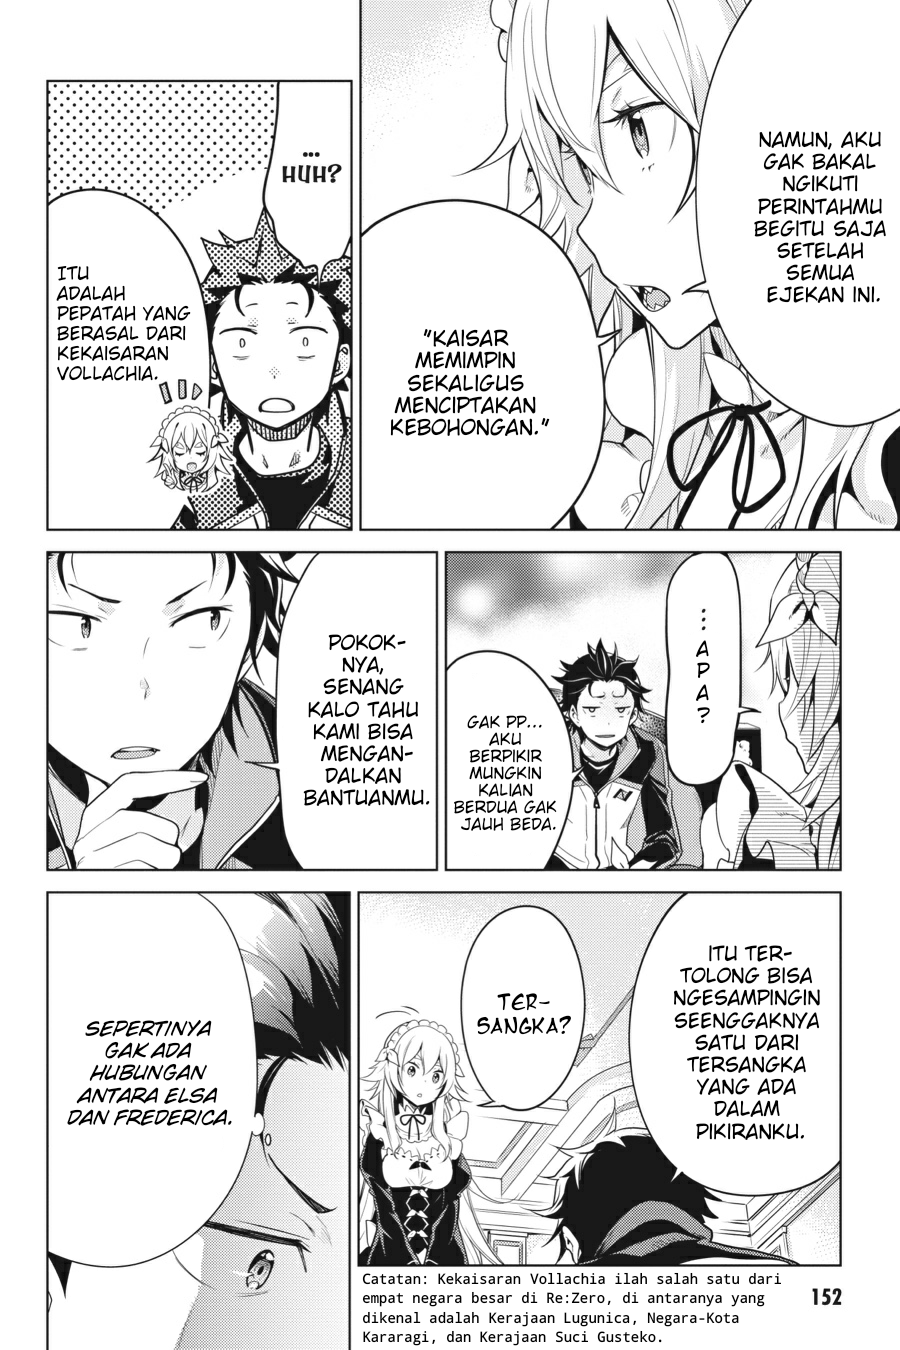 NAMUN, AKU
GAK BAKAL
NGIKUTI
PERINTAHMU
BEGITU SAJA
SETELAH
SEMUA
EJEKAN INI.
"KAISAR
MEMIMPIN
SEKALIGUS
MENCIPTAKAN
KEBOHONGAN."
...
HUH?
ITU
ADALAH
PEPATAH YANG
BERASAL DARI
KEKAISARAN
VOLLACHIA.
...
A
P
A
?
GAK PP...
AKU
BERPIKIR
MUNGKIN
KALIAN
BERDUA GAK
JAUH BEDA.
POKOK-
NYA,
SENANG
KALO TAHU
KAMI BISA
MENGAN-
DALKAN
BANTUANMU.
ITU TER-
TOLONG BISA
NGESAMPINGIN
SEENGGAKNYA
SATU DARI
TERSANGKA
YANG ADA
DALAM
PIKIRANKU.
TER-
SANGKA?
SEPERTINYA
GAK ADA
HUBUNGAN
ANTARA ELSA
DAN FREDERICA.
Catatan: Kekaisaran Vollachia ilah salah satu dari
empat negara besar di Re:Zero, di antaranya yang
dikenal adalah Kerajaan Lugunica, Negara-Kota
Kararagi, dan Kerajaan Suci Gusteko.
152